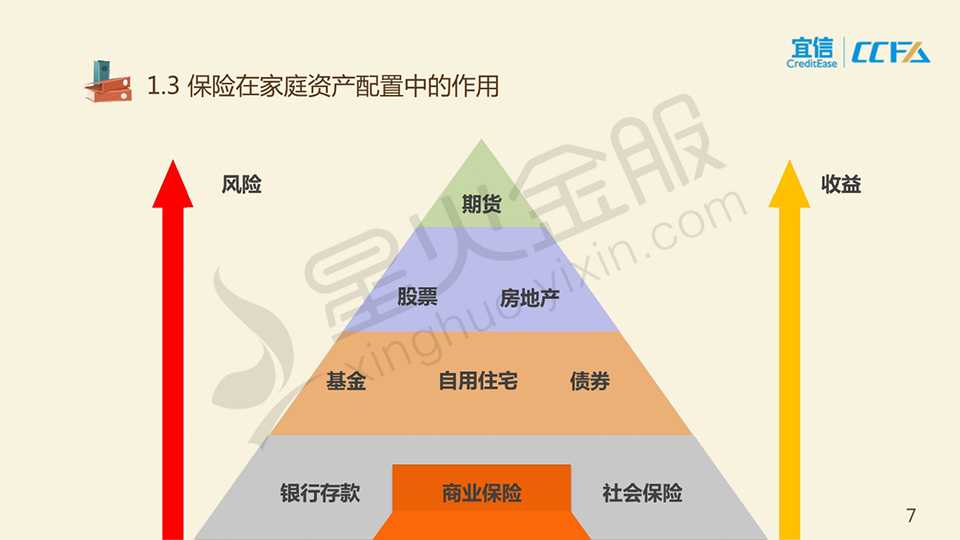 宜信
CreditEase
CCFA
1.3 保险在家庭资产配置中的作用
风险
收益
期货
股票 房地产
基金 自用住宅 债券
银行存款 商业保险 社会保险
星火金服
xinghuo.yixin.com
7